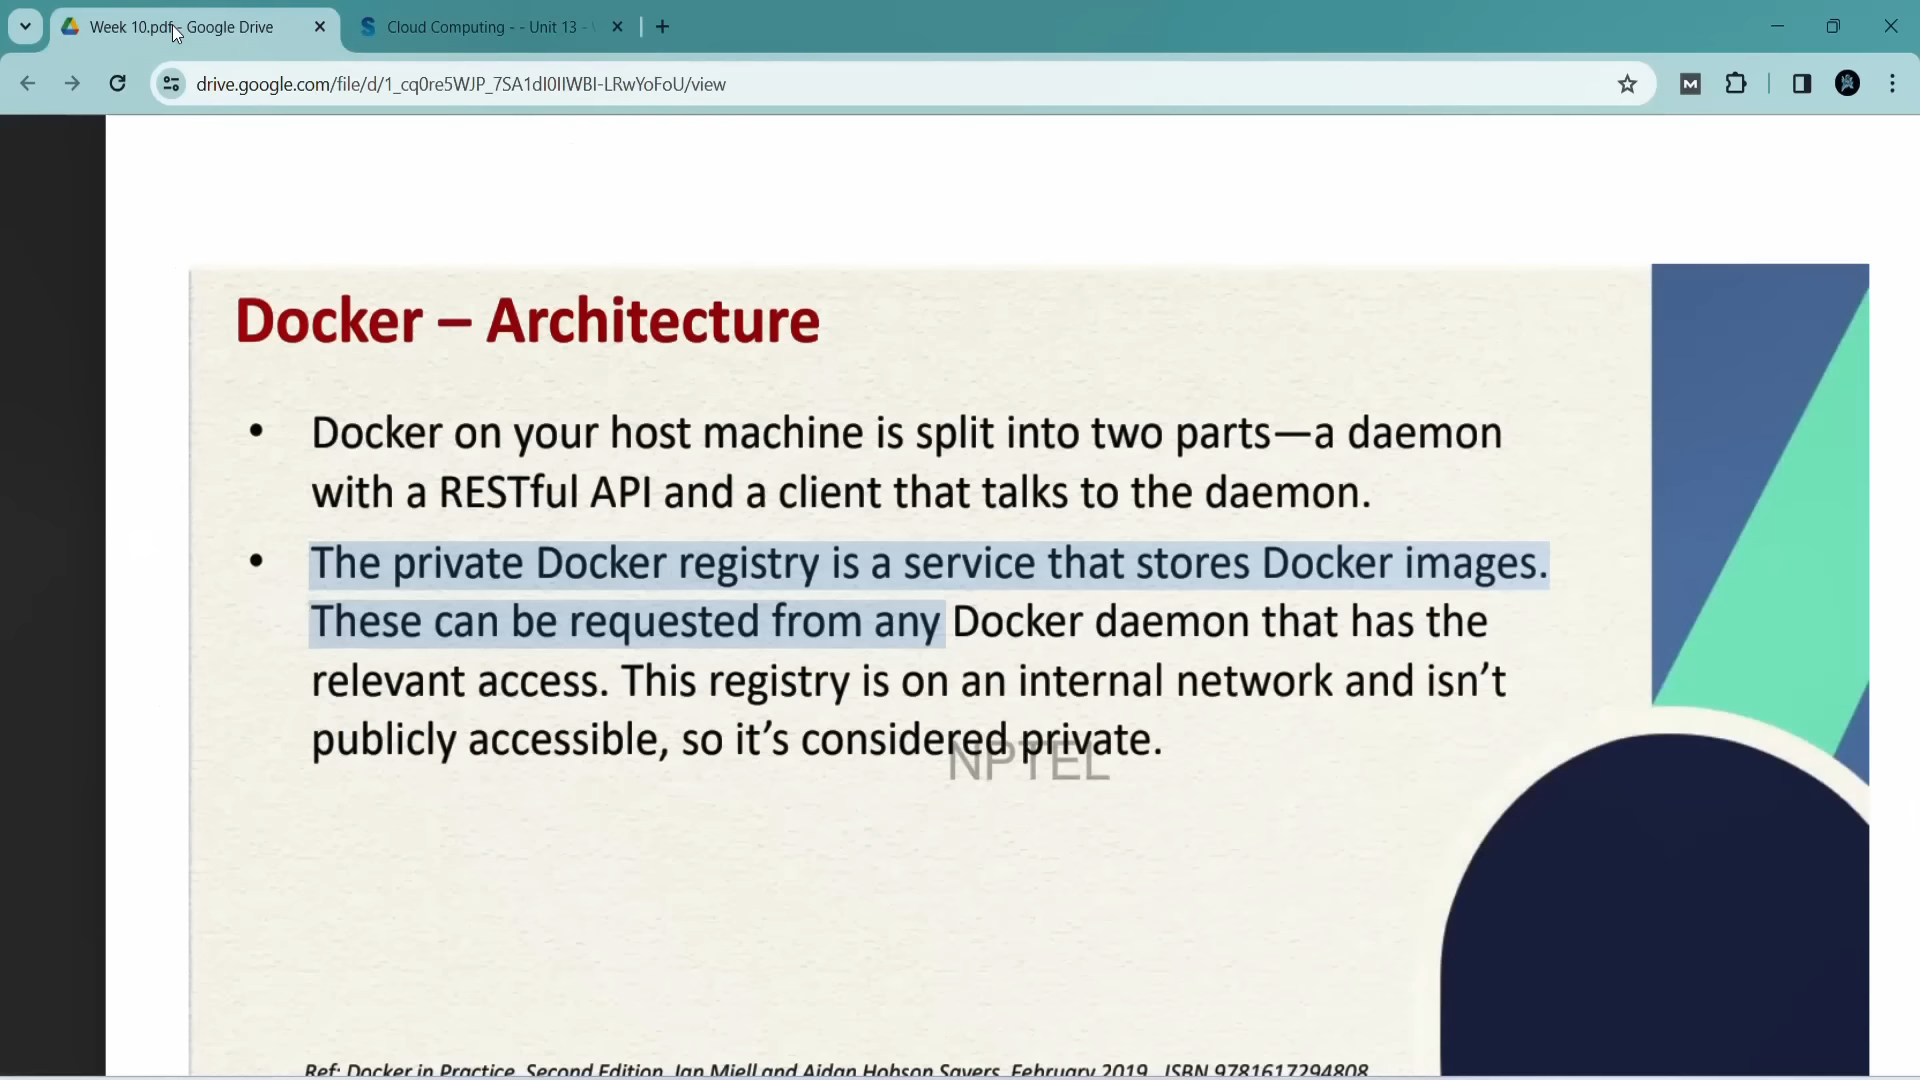 Week 10.pdf - Google Drive
Cloud Computing - - Unit 13 -
drive.google.com/file/d/1_cq0re5WJP_7SA1dI0IIWBI-LRwYoFoU/view
Docker – Architecture
• Docker on your host machine is split into two parts—a daemon
with a RESTful API and a client that talks to the daemon.
• The private Docker registry is a service that stores Docker images.
These can be requested from any Docker daemon that has the
relevant access. This registry is on an internal network and isn’t
publicly accessible, so it’s considered private.
NPTEL
Ref: Docker in Practice, Second Edition, Ian Miell and Aidan Hobson Sayers, February 2019, ISBN 9781617294808